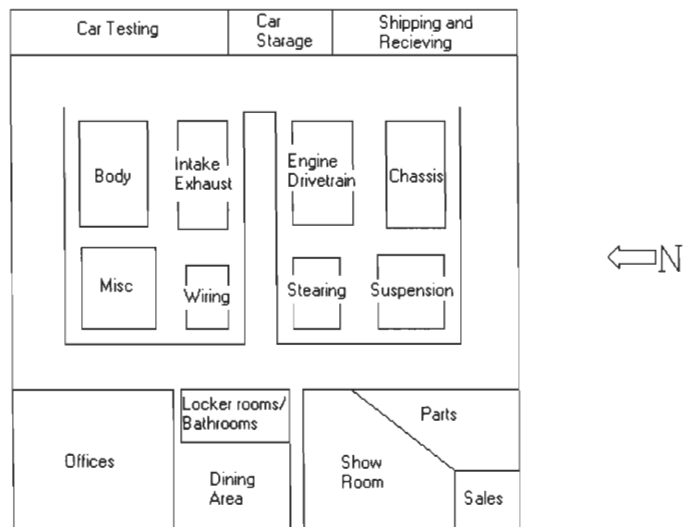 Car Testing
Car
Starage
Shipping and
Recieving
Body
Intake
Exhaust
Engine
Drivetrain
Chassis
Misc
Wiring
Stearing
Suspension
N
Locker rooms/
Bathrooms
Parts
Offices
Dining
Area
Show
Room
Sales